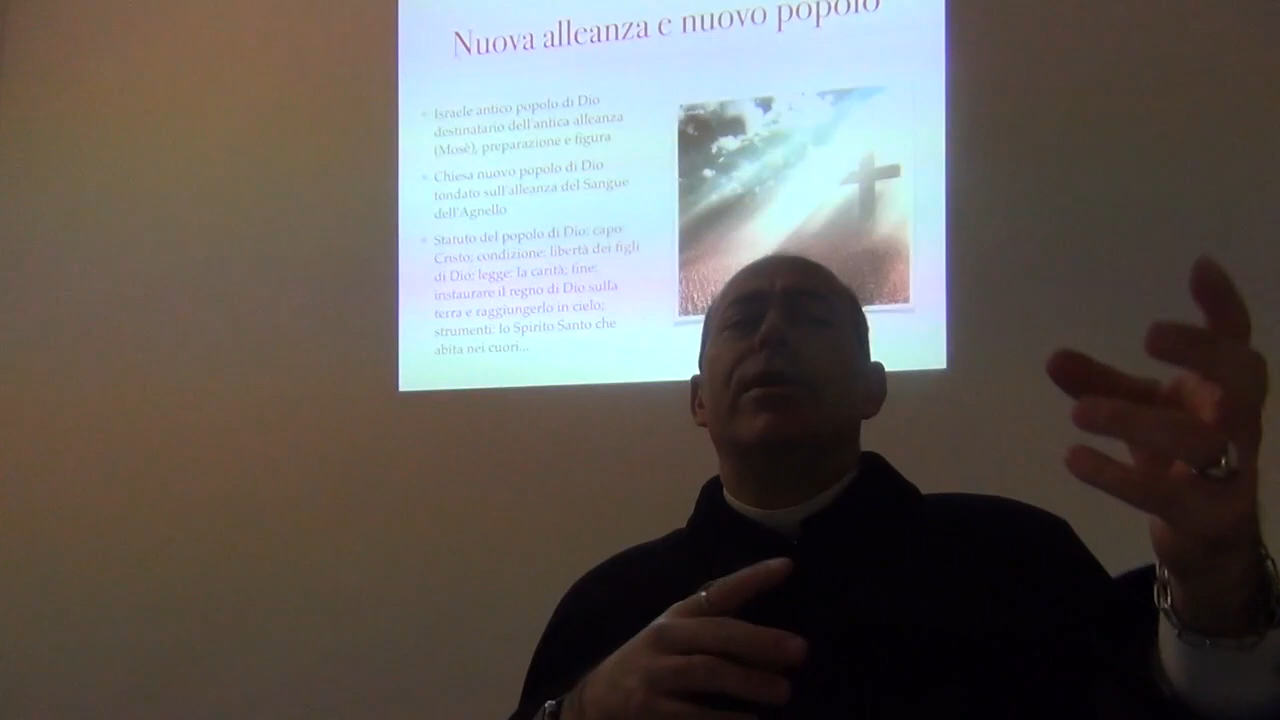 Nuova alleanza e nuovo popolo
Israele antico popolo di Dio
destinatario dell'antica alleanza
(Mosè), preparazione e figura
Chiesa nuovo popolo di Dio
fondato sull'alleanza del Sangue
dell'Agnello
Statuto del popolo di Dio: capo:
Cristo; condizione: libertà dei figli
di Dio; legge: la carità; fine:
instaurare il regno di Dio sulla
terra e raggiungerlo in cielo;
strumenti: lo Spirito Santo che
abita nei cuori...